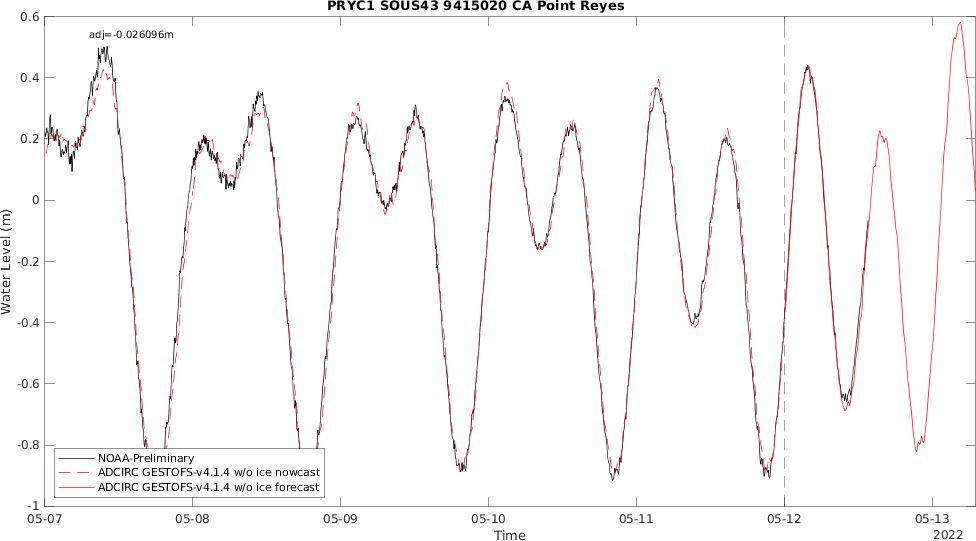 PRYC1 SOUS43 9415020 CA Point Reyes
adj=-0.026096m
0.6
0.4
0.2
0
-0.2
-0.4
-0.6
-0.8
-1
Water Level (m)
NOAA-Preliminary
ADCIRC GESTOFS-v4.1.4 w/o ice nowcast
ADCIRC GESTOFS-v4.1.4 w/o ice forecast
05-07 05-08 05-09 05-10 05-11 05-12 05-13
Time
2022